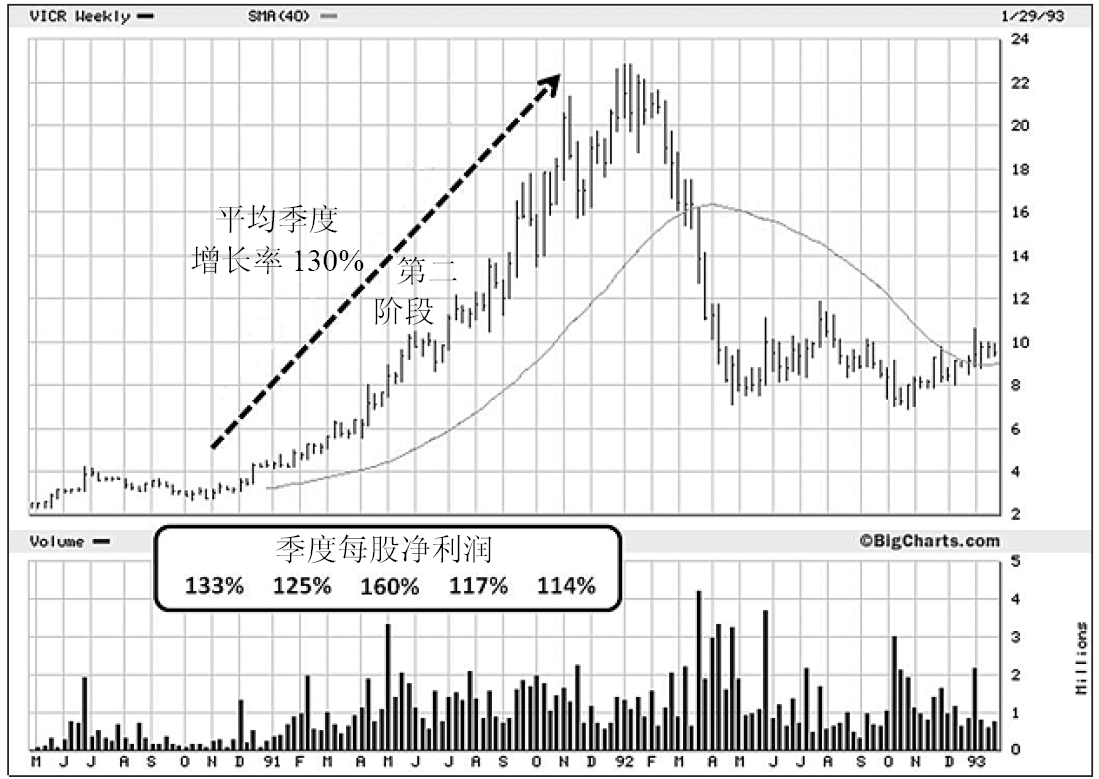 VICR Weekly
SMA(40)
1/29/93
24
22
20
18
16
14
12
10
8
6
4
2
平均季度
增长率 130%
第二
阶段
Volume
©BigCharts.com
季度每股净利润
133% 125% 160% 117% 114%
5
4
3
2
1
0
Millions
M J J A S O N D 91 F M A M J J A S O N D 92 F M A M J J A S O N D 93